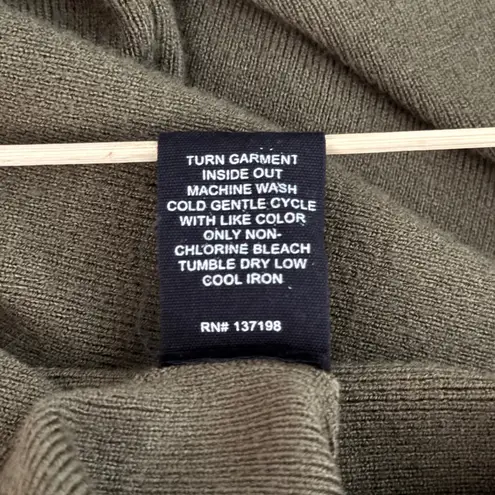 TURN GARMENT
INSIDE OUT
MACHINE WASH
COLD GENTLE CYCLE
WITH LIKE COLOR
ONLY NON-
CHLORINE BLEACH
TUMBLE DRY LOW
COOL IRON
RN# 137198